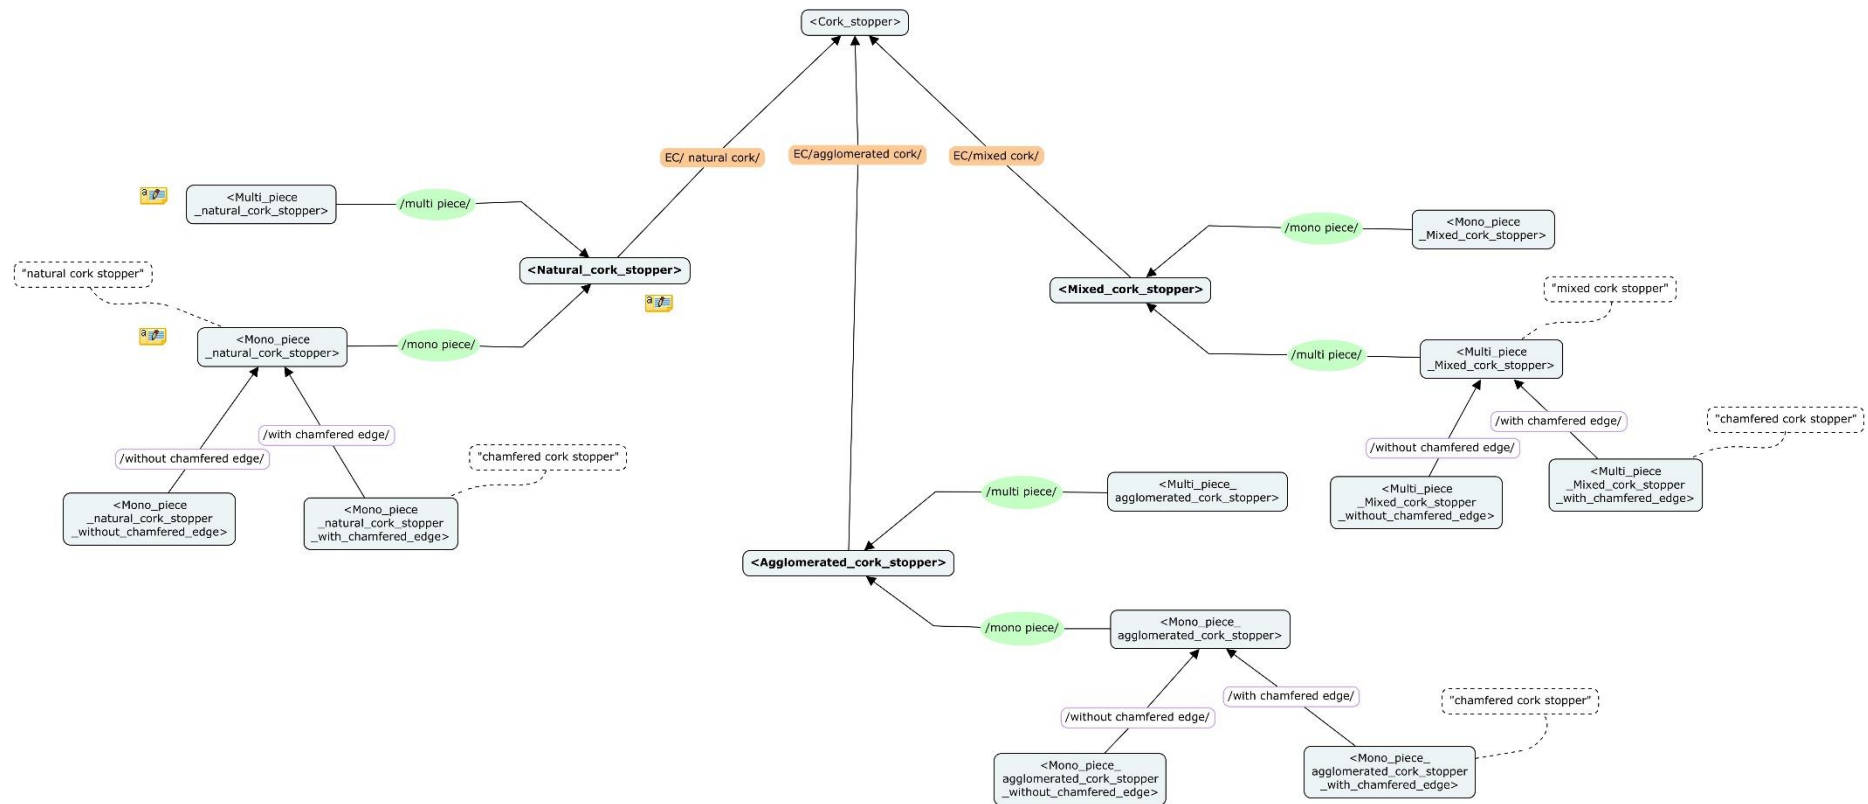 <Cork_stopper>
EC/ natural cork/
EC/agglomerated cork/
EC/mixed cork/
<Multi_piece
_natural_cork_stopper>
/multi piece/
<Natural_cork_stopper>
"natural cork stopper"
<Mono_piece
_natural_cork_stopper>
/mono piece/
/without chamfered edge/
/with chamfered edge/
"chamfered cork stopper"
<Mono_piece
_natural_cork_stopper
_without_chamfered_edge>
<Mono_piece
_natural_cork_stopper
_with_chamfered_edge>
/mono piece/
<Mono_piece
_Mixed_cork_stopper>
<Mixed_cork_stopper>
"mixed cork stopper"
/multi piece/
<Multi_piece
_Mixed_cork_stopper>
/without chamfered edge/
/with chamfered edge/
"chamfered cork stopper"
<Multi_piece
_Mixed_cork_stopper
_without_chamfered_edge>
<Multi_piece
_Mixed_cork_stopper
_with_chamfered_edge>
/multi piece/
<Multi_piece_
agglomerated_cork_stopper>
<Agglomerated_cork_stopper>
/mono piece/
<Mono_piece_
agglomerated_cork_stopper>
/without chamfered edge/
/with chamfered edge/
"chamfered cork stopper"
<Mono_piece_
agglomerated_cork_stopper
_without_chamfered_edge>
<Mono_piece_
agglomerated_cork_stopper
_with_chamfered_edge>
a
a
a